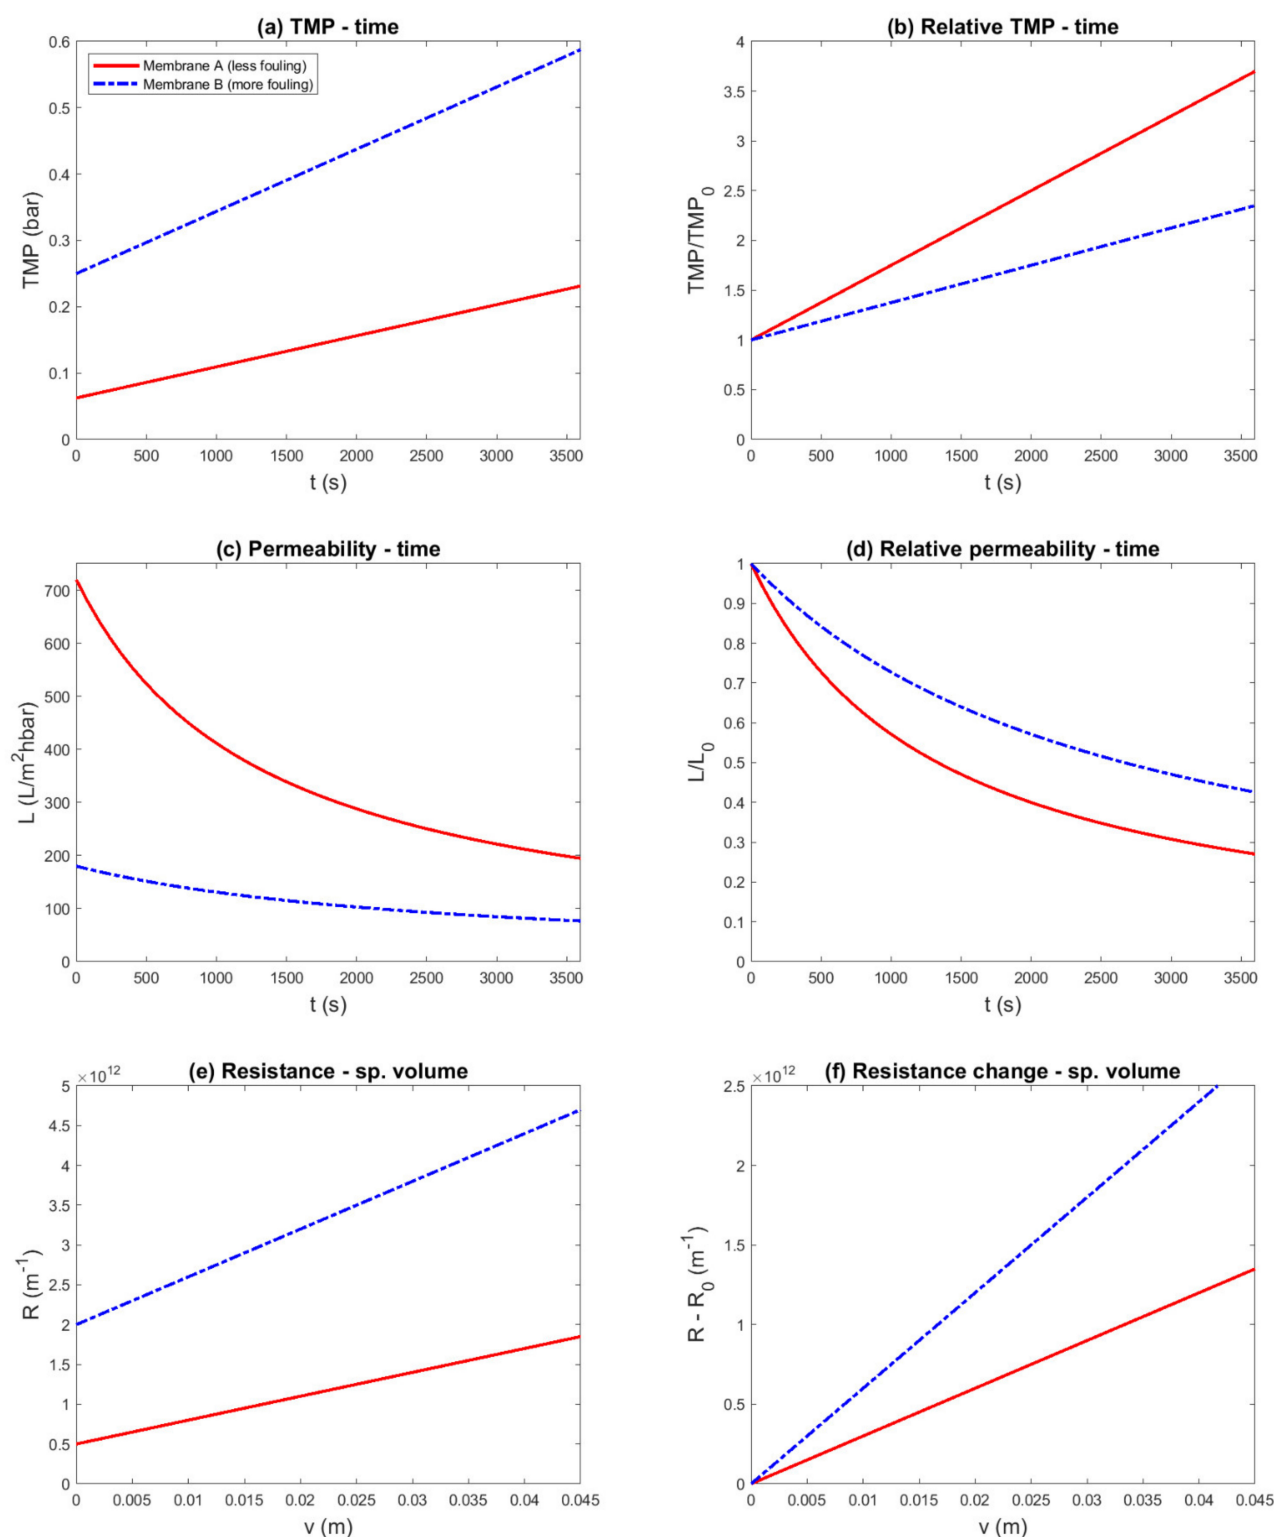 (a) TMP - time
TMP (bar)
0.6
0.5
0.4
0.3
0.2
0.1
0
Membrane A (less fouling)
Membrane B (more fouling)
0 500 1000 1500 2000 2500 3000 3500
t (s)
(b) Relative TMP - time
TMP/TMP0
4
3.5
3
2.5
2
1.5
1
0.5
0
0 500 1000 1500 2000 2500 3000 3500
t (s)
(c) Permeability - time
L (L/m²hbar)
700
600
500
400
300
200
100
0
0 500 1000 1500 2000 2500 3000 3500
t (s)
(d) Relative permeability - time
L/L0
1
0.9
0.8
0.7
0.6
0.5
0.4
0.3
0.2
0.1
0
0 500 1000 1500 2000 2500 3000 3500
t (s)
(e) Resistance - sp. volume
×10¹²
R (m⁻¹)
5
4.5
4
3.5
3
2.5
2
1.5
1
0.5
0
0 0.005 0.01 0.015 0.02 0.025 0.03 0.035 0.04 0.045
v (m)
(f) Resistance change - sp. volume
×10¹²
R - R0 (m⁻¹)
2.5
2
1.5
1
0.5
0
0 0.005 0.01 0.015 0.02 0.025 0.03 0.035 0.04 0.045
v (m)